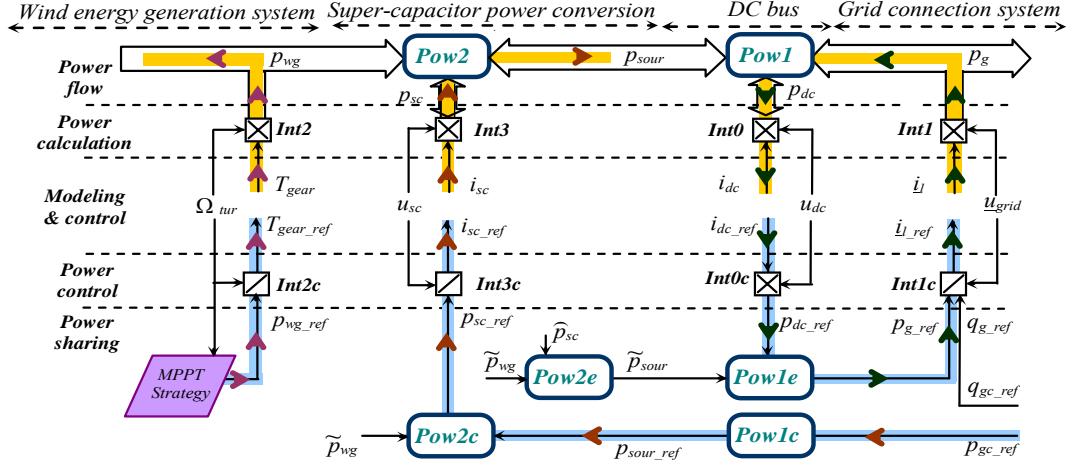 Wind energy generation system
Super-capacitor power conversion
DC bus
Grid connection system
Power
flow
p_wg
Pow2
p_sour
Pow1
p_g
p_sc
p_dc
Power
calculation
Int2
Int3
Int0
Int1
Modeling
& control
T_gear
i_sc
i_dc
i_l
Ω_tur
u_sc
u_dc
u_grid
T_gear_ref
i_sc_ref
i_dc_ref
i_l_ref
Power
control
Int2c
Int3c
Int0c
Int1c
Power
sharing
p_wg_ref
p_sc_ref
p̂_sc
p_dc_ref
p_g_ref
q_g_ref
MPPT
Strategy
p̃_wg
Pow2e
p̃_sour
Pow1e
q_gc_ref
p̃_wg
Pow2c
p_sour_ref
Pow1c
p_gc_ref